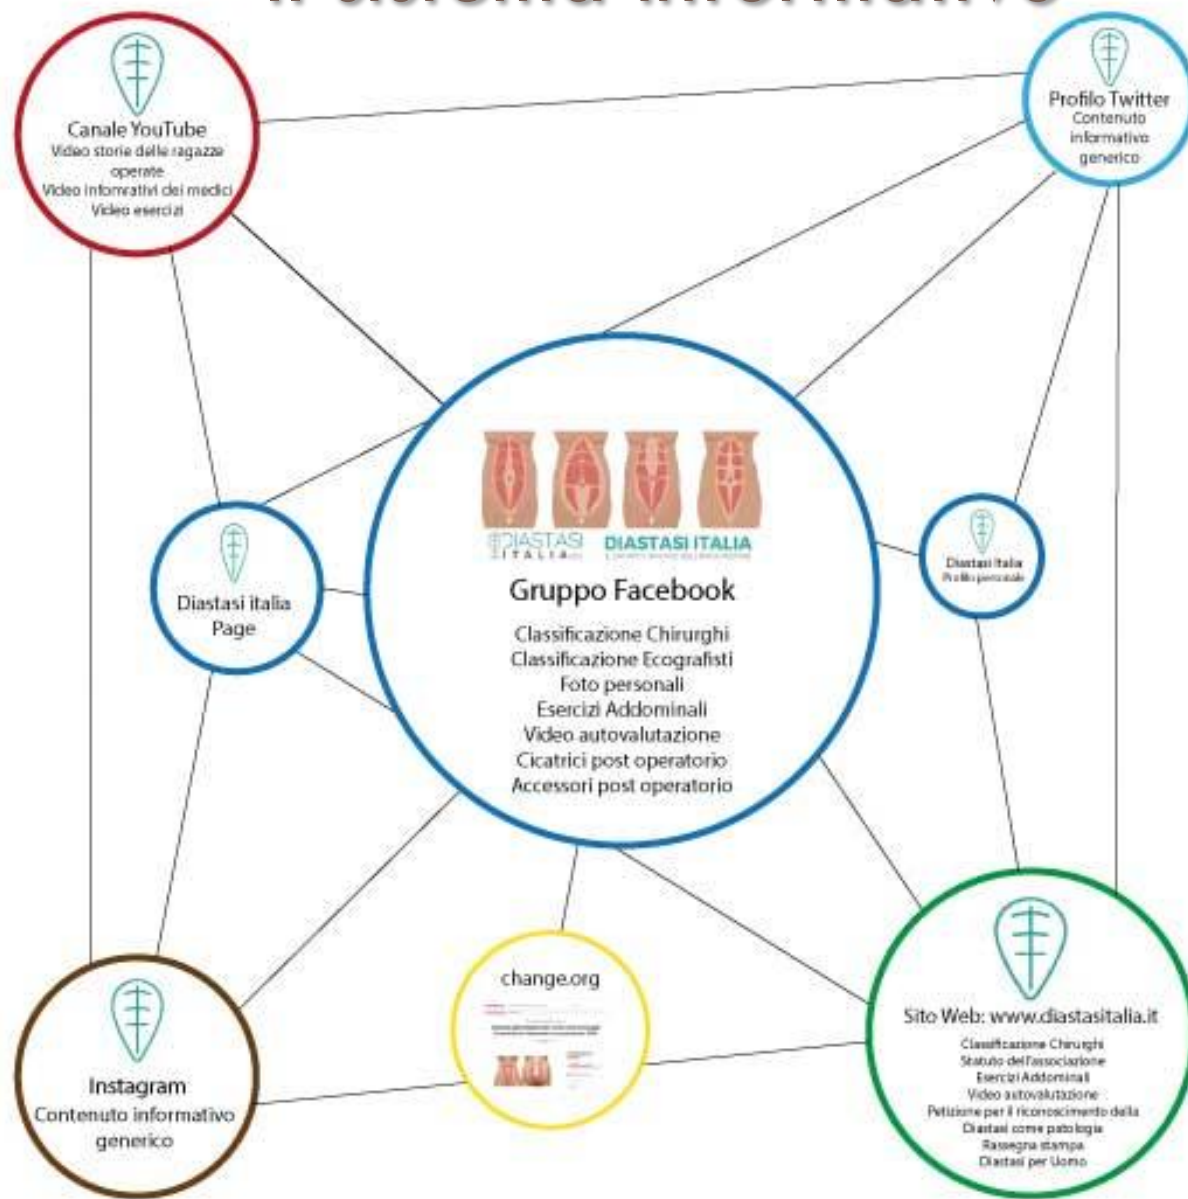 Il sistema informativo
Canale YouTube
Video storie delle ragazze
operate
Video infomrativi dei medici
Video esercizi
Profilo Twitter
Contenuto
informativo
generico
DIASTASI
ITALIA
DIASTASI ITALIA
Gruppo Facebook
Classificazione Chirurghi
Classificazione Ecografisti
Foto personali
Esercizi Addominali
Video autovalutazione
Cicatrici post operatorio
Accessori post operatorio
Diastasi italia
Page
Diastasi Italia
Profilo personale
change.org
Instagram
Contenuto informativo
generico
Sito Web: www.diastasitalia.it
Classificazione Chirughi
Statuto dell'associazione
Esercizi Addominali
Video autovalutazione
Petizione per il riconoscimento della
Diastasi come patologia
Rassegna stampa
Diastasi per Uomo